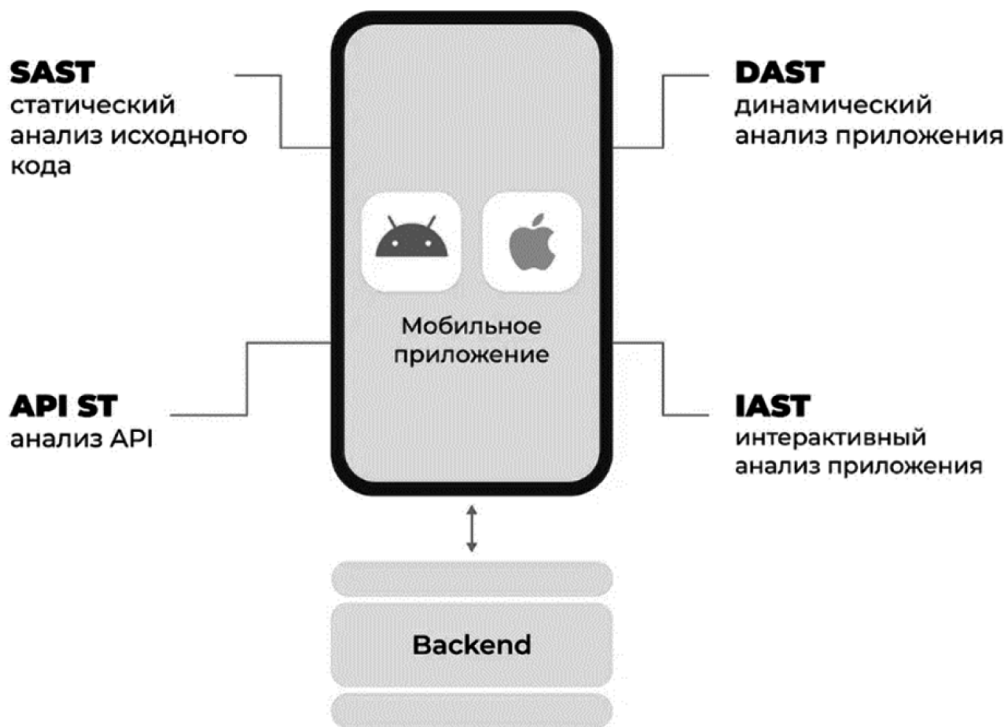 SAST
статический
анализ исходного
кода
DAST
динамический
анализ приложения
Мобильное
приложение
API ST
анализ API
IAST
интерактивный
анализ приложения
Backend